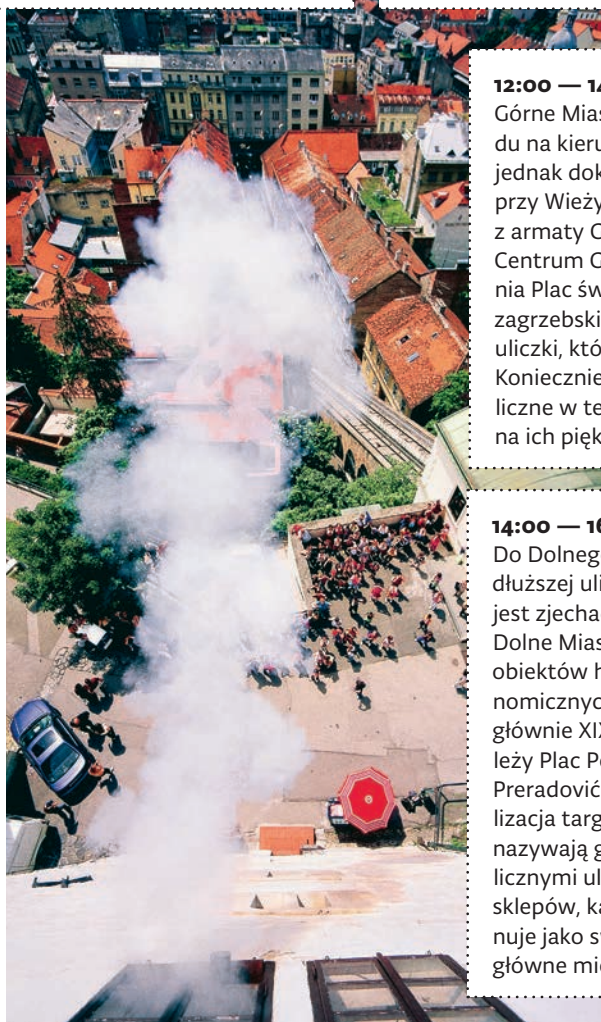 12:00 — 14
Górne Mias
du na kieru
jednak dok
przy Wieży
z armaty G
Centrum G
nia Plac św
zagrzebski
uliczki, któ
Koniecznie
liczne w te
na ich pięk
14:00 — 16
Do Dolneg
dłuższej uli
jest zjecha
Dolne Mias
obiektów h
nomicznyc
głównie XIX
leży Plac Pe
Preradović
lizacja targ
nazywają g
licznymi ul
sklepów, ka
nuje jako s
główne mie